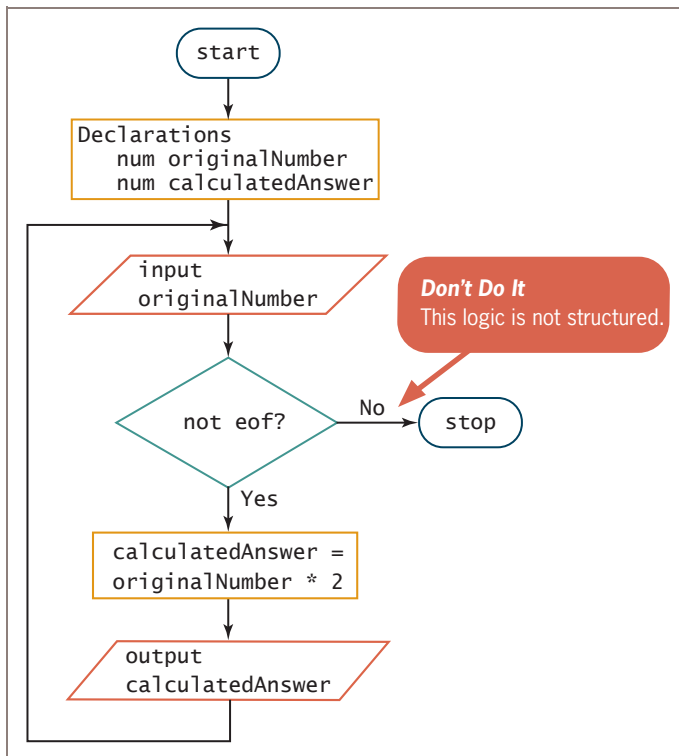 start
Declarations
num originalNumber
num calculatedAnswer
input
originalNumber
Don't Do It
This logic is not structured.
not eof?
No
stop
Yes
calculatedAnswer =
originalNumber * 2
output
calculatedAnswer